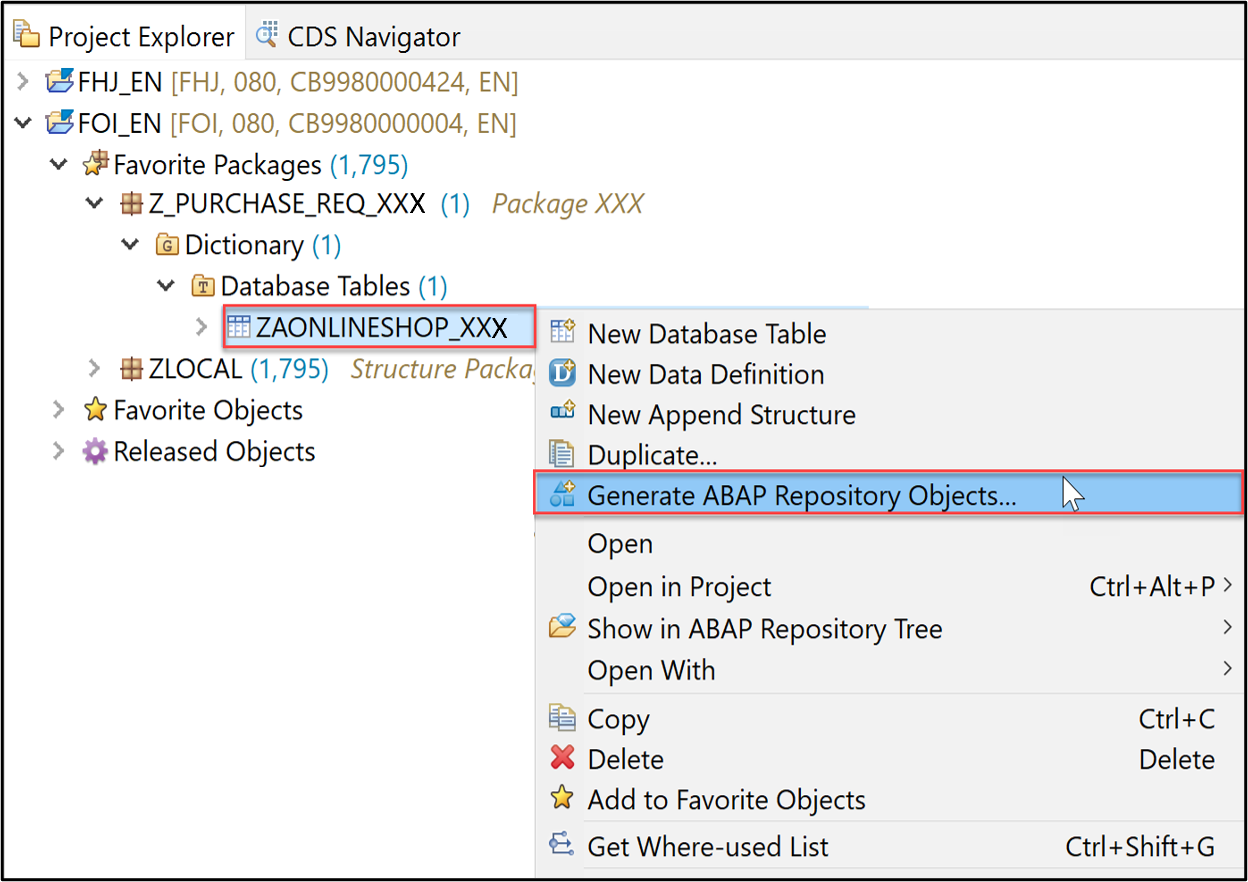 Project Explorer CDS Navigator
FHJ_EN [FHJ, 080, CB9980000424, EN]
FOI_EN [FOI, 080, CB9980000004, EN]
Favorite Packages (1,795)
Z_PURCHASE_REQ_XXX (1) Package XXX
Dictionary (1)
Database Tables (1)
ZAONLINESHOP_XXX
ZLOCAL (1,795) Structure Packa
Favorite Objects
Released Objects
New Database Table
New Data Definition
New Append Structure
Duplicate...
Generate ABAP Repository Objects...
Open
Open in Project Ctrl+Alt+P
Show in ABAP Repository Tree
Open With
Copy Ctrl+C
Delete Delete
Add to Favorite Objects
Get Where-used List Ctrl+Shift+G